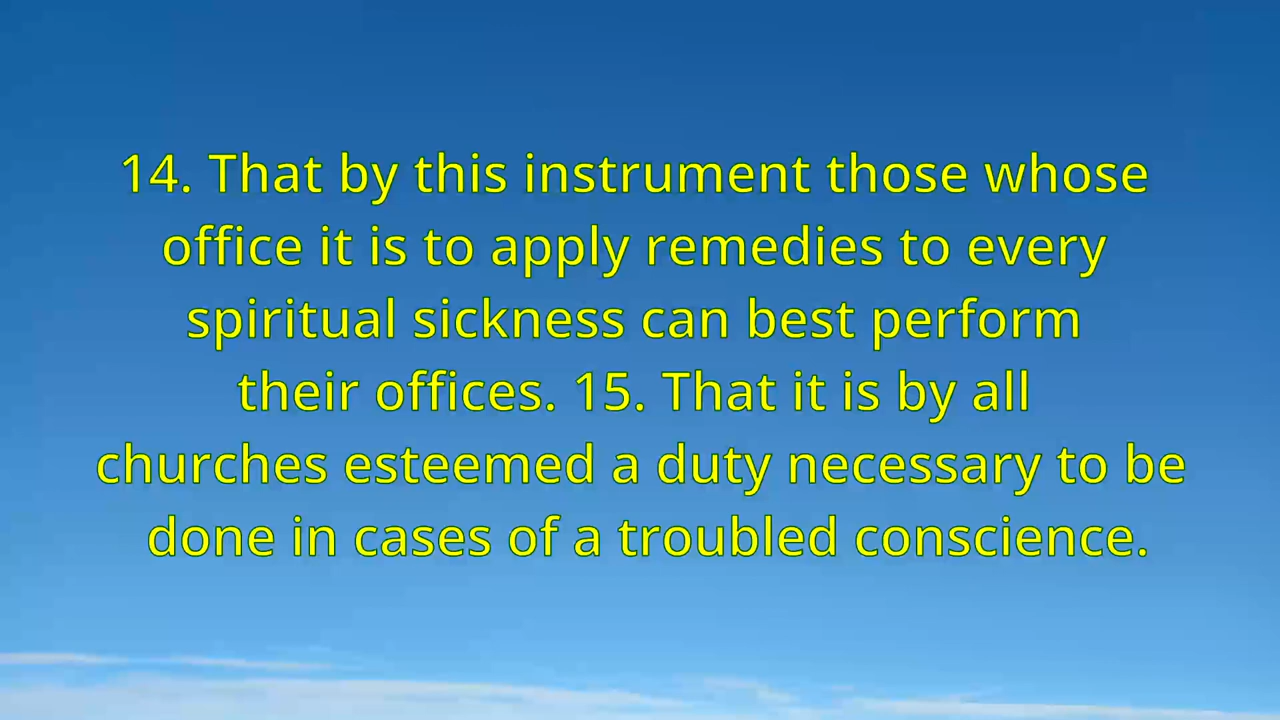 14. That by this instrument those whose
office it is to apply remedies to every
spiritual sickness can best perform
their offices. 15. That it is by all
churches esteemed a duty necessary to be
done in cases of a troubled conscience.